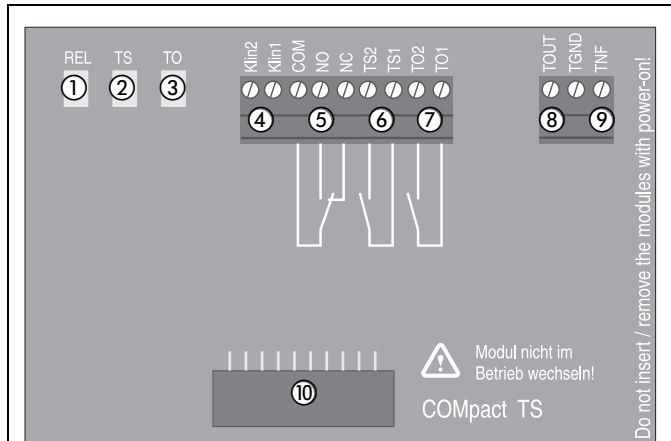 REL TS TO
① ② ③
Klin2 Klin1 COM NO NC TS2 TS1 TO2 TO1
④ ⑤ ⑥ ⑦
TOUT TGND TNF
⑧ ⑨
Do not insert / remove the modules with power-on!
⑩
Modul nicht im
Betrieb wechseln!
COMpact TS